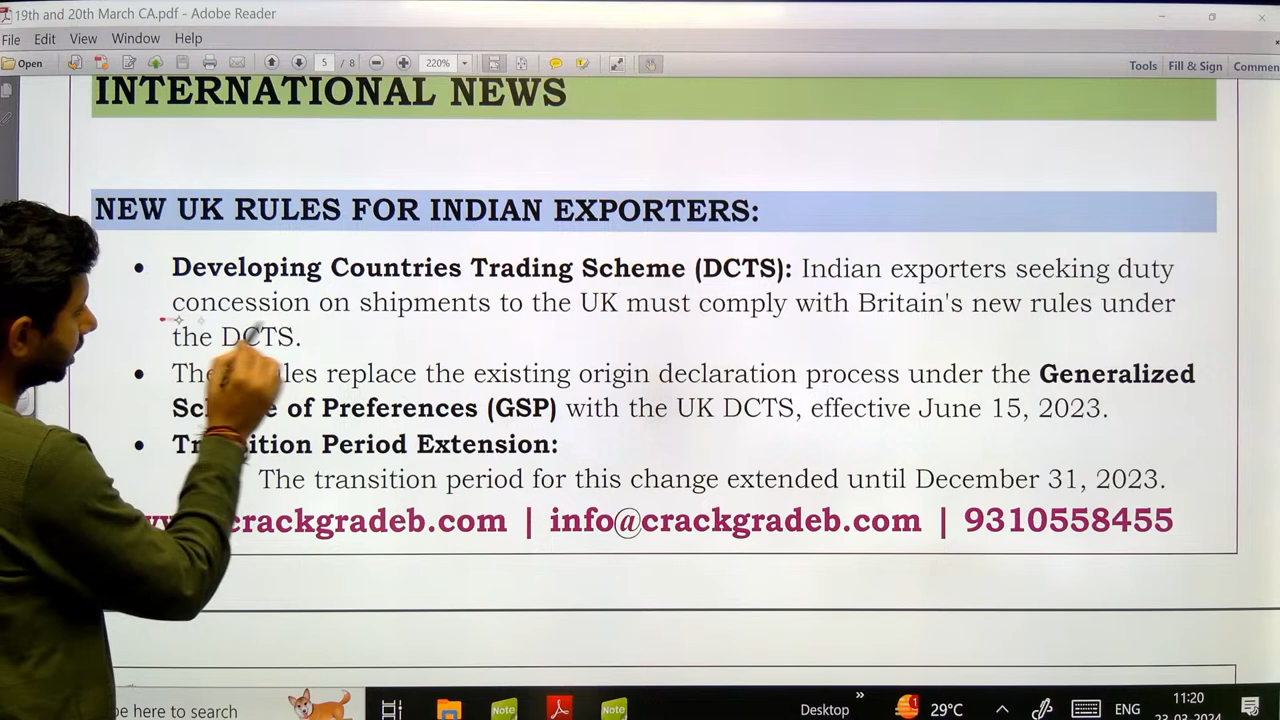 19th and 20th March CA.pdf - Adobe Reader
File Edit View Window Help
Open 5 / 8 220% Tools Fill & Sign Commen
INTERNATIONAL NEWS
NEW UK RULES FOR INDIAN EXPORTERS:
• Developing Countries Trading Scheme (DCTS): Indian exporters seeking duty
concession on shipments to the UK must comply with Britain's new rules under
the DCTS.
• replace the existing origin declaration process under the Generalized
of Preferences (GSP) with the UK DCTS, effective June 15, 2023.
• Period Extension:
The transition period for this change extended until December 31, 2023.
crackgradeb.com | info@crackgradeb.com | 9310558455
here to search Note Note Desktop » 1 29°C ENG 11:20